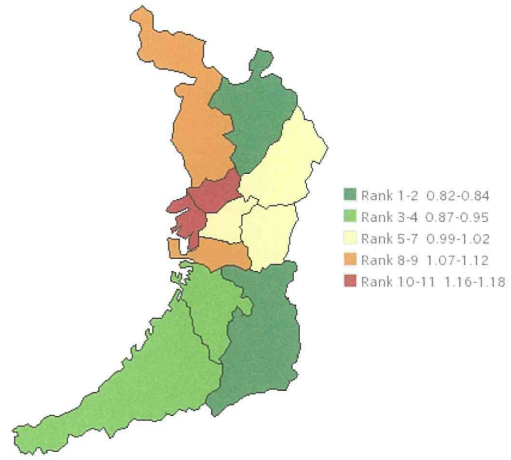 Rank 1-2 0.82-0.84
Rank 3-4 0.87-0.95
Rank 5-7 0.99-1.02
Rank 8-9 1.07-1.12
Rank 10-11 1.16-1.18